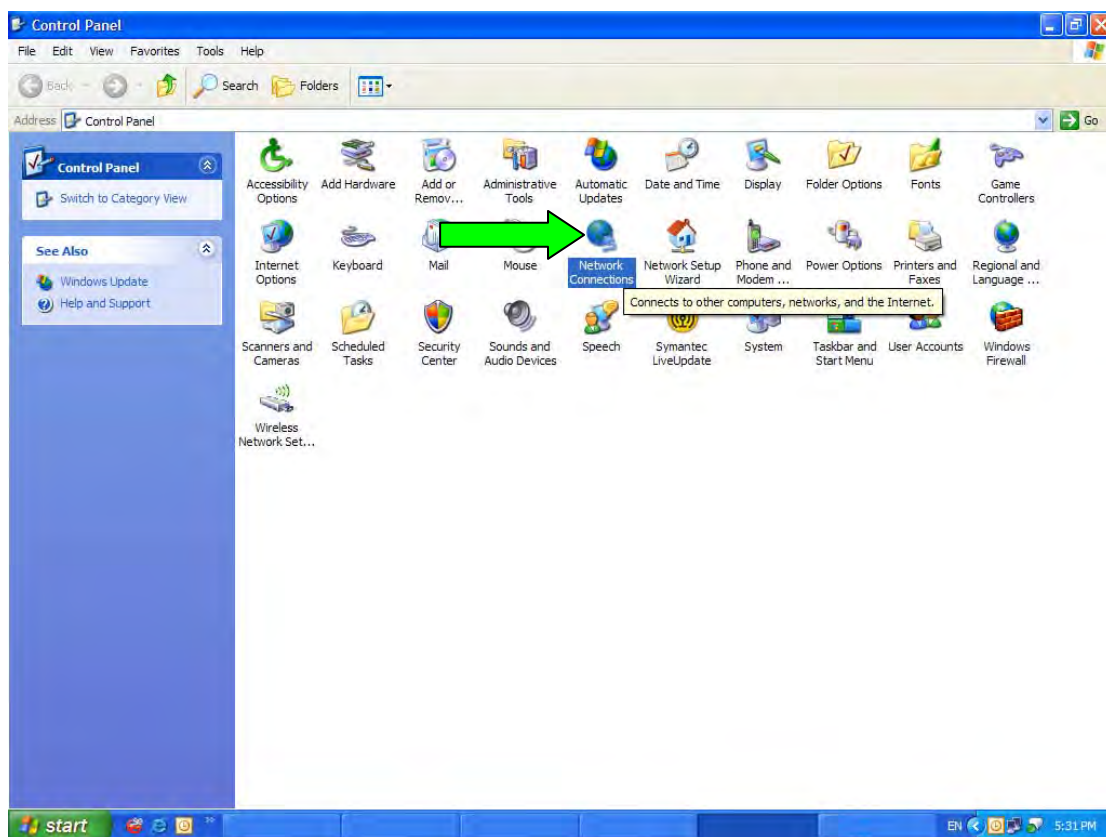 Control Panel
File Edit View Favorites Tools Help
Back Search Folders
Address Control Panel Go
Control Panel
Switch to Category View
See Also
Windows Update
Help and Support
Accessibility Options
Add Hardware
Add or Remov...
Administrative Tools
Automatic Updates
Date and Time
Display
Folder Options
Fonts
Game Controllers
Internet Options
Keyboard
Mail
Mouse
Network Connections
Network Setup Wizard
Phone and Modem ...
Power Options
Printers and Faxes
Regional and Language ...
Connects to other computers, networks, and the Internet.
Scanners and Cameras
Scheduled Tasks
Security Center
Sounds and Audio Devices
Speech
Symantec LiveUpdate
System
Taskbar and Start Menu
User Accounts
Windows Firewall
Wireless Network Set...
start EN 5:31 PM